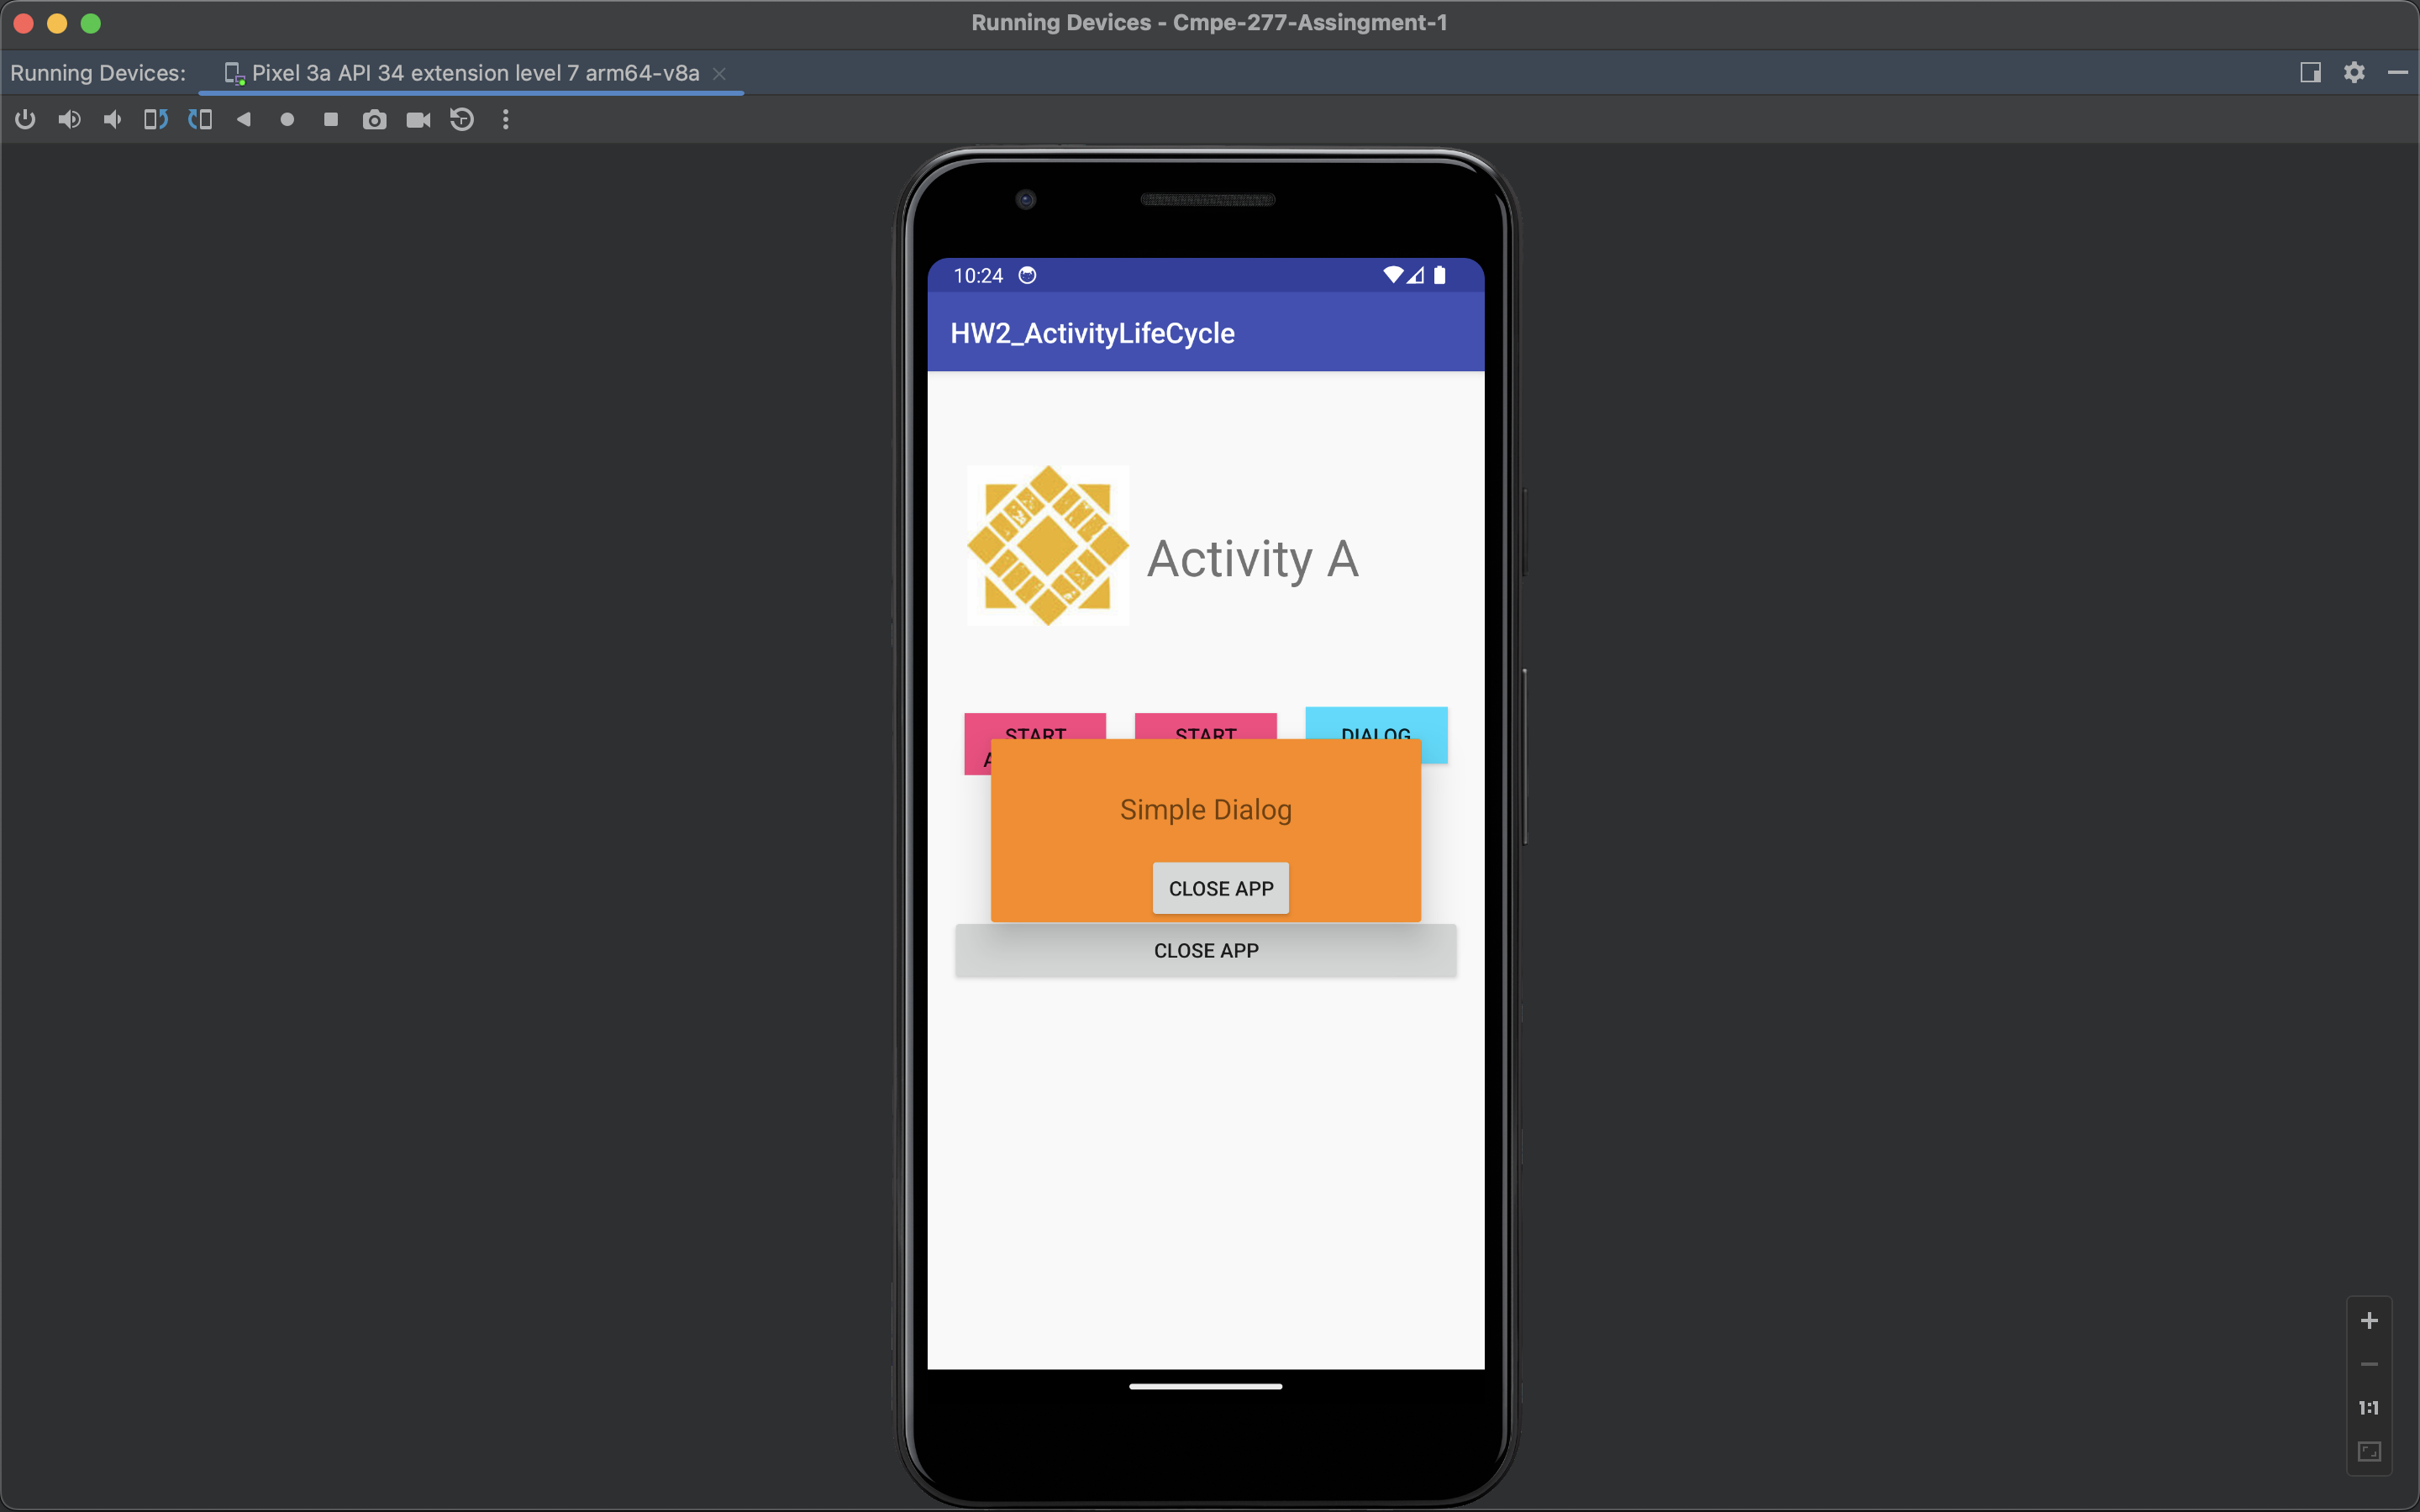 Running Devices - Cmpe-277-Assingment-1
Running Devices: Pixel 3a API 34 extension level 7 arm64-v8a
10:24
HW2_ActivityLifeCycle
Activity A
START START DIALOG
Simple Dialog
CLOSE APP
CLOSE APP
1:1